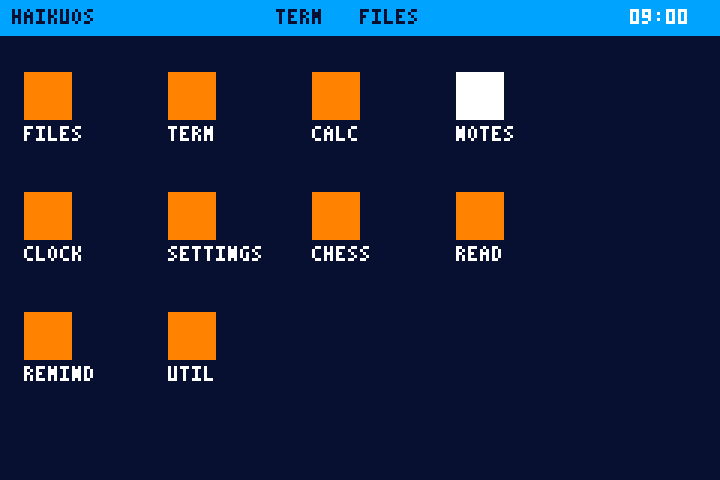 HAIKUOS TERM FILES 09:00
FILES TERM CALC NOTES
CLOCK SETTINGS CHESS READ
REMIND UTIL